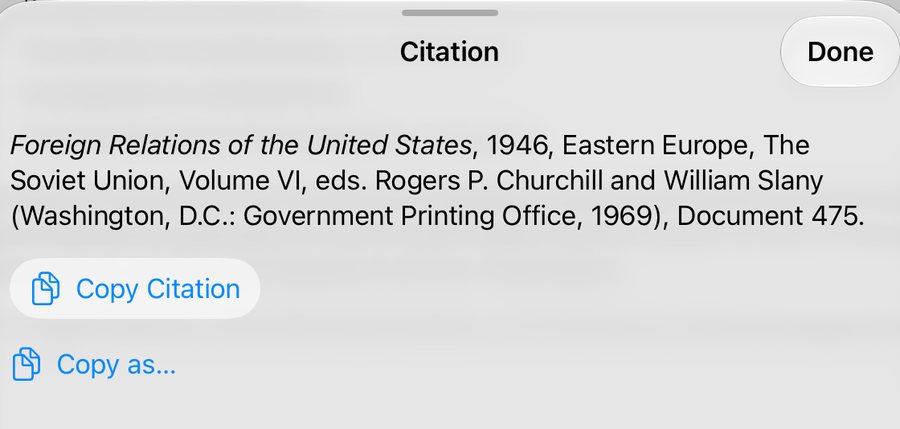 Citation
Done
Foreign Relations of the United States, 1946, Eastern Europe, The
Soviet Union, Volume VI, eds. Rogers P. Churchill and William Slany
(Washington, D.C.: Government Printing Office, 1969), Document 475.
Copy Citation
Copy as...